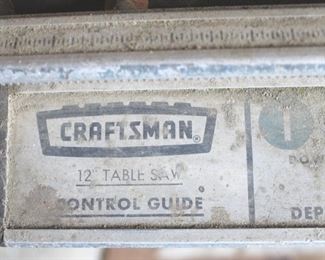 CRAFTSMAN®
12" TABLE SAW
CONTROL GUIDE
1